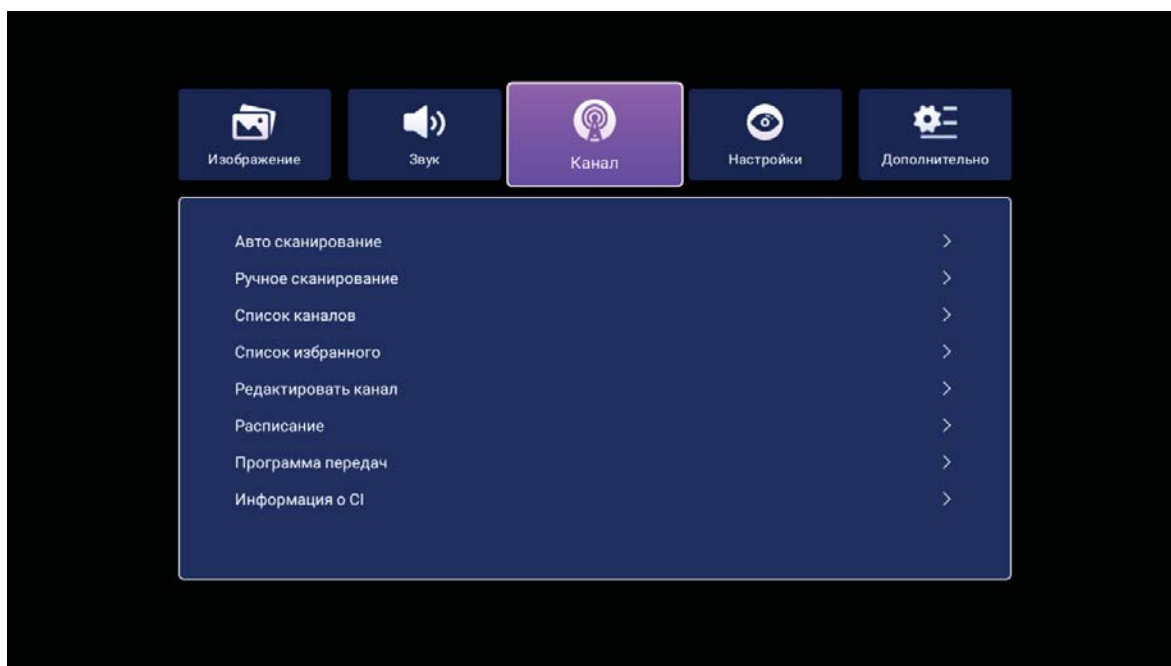 Изображение
Звук
Канал
Настройки
Дополнительно
Авто сканирование
Ручное сканирование
Список каналов
Список избранного
Редактировать канал
Расписание
Программа передач
Информация о CI